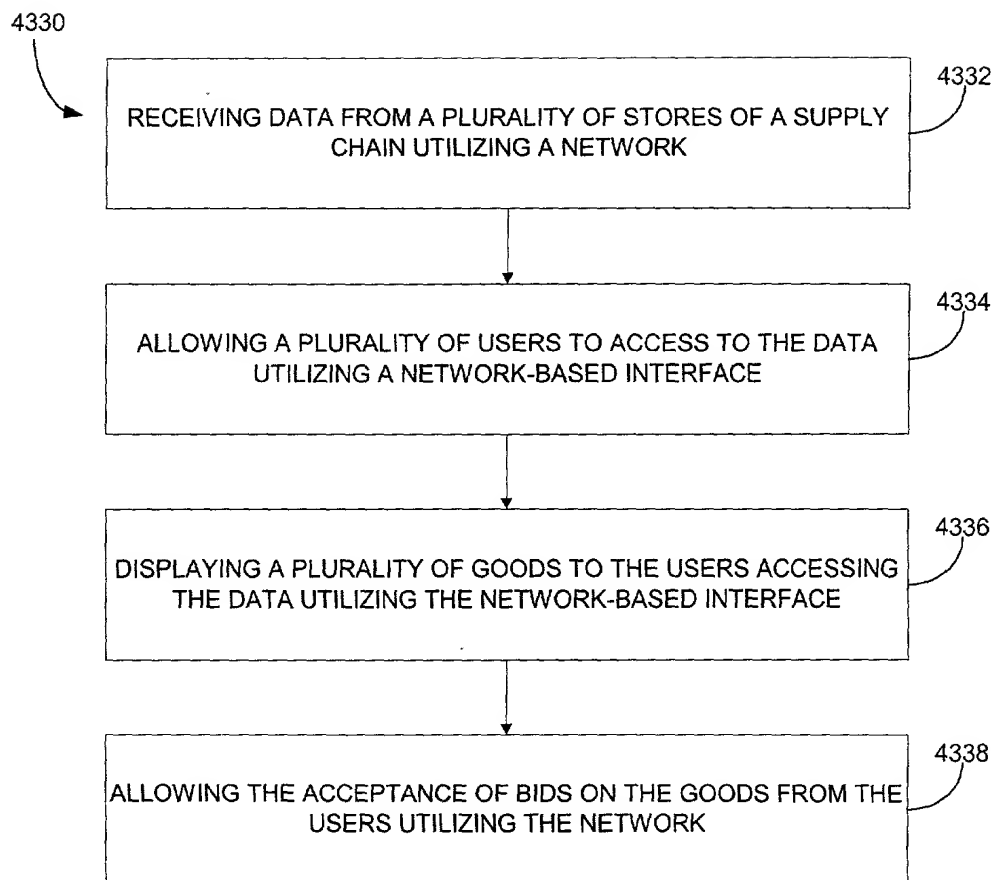 4330
4332
RECEIVING DATA FROM A PLURALITY OF STORES OF A SUPPLY
CHAIN UTILIZING A NETWORK
4334
ALLOWING A PLURALITY OF USERS TO ACCESS TO THE DATA
UTILIZING A NETWORK-BASED INTERFACE
4336
DISPLAYING A PLURALITY OF GOODS TO THE USERS ACCESSING
THE DATA UTILIZING THE NETWORK-BASED INTERFACE
4338
ALLOWING THE ACCEPTANCE OF BIDS ON THE GOODS FROM THE
USERS UTILIZING THE NETWORK